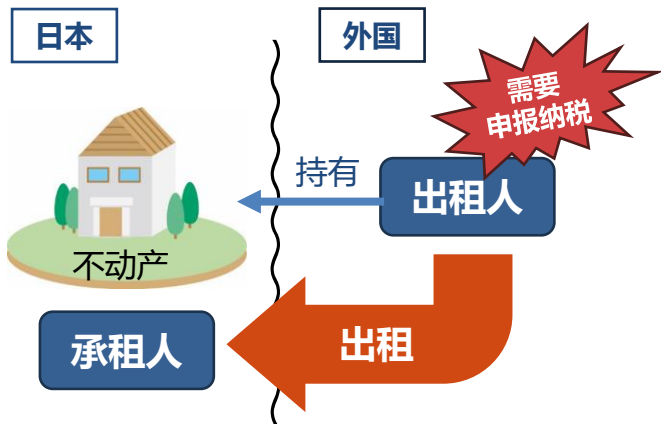 日本
外国
需要
申报纳税
持有
出租人
不动产
承租人
出租